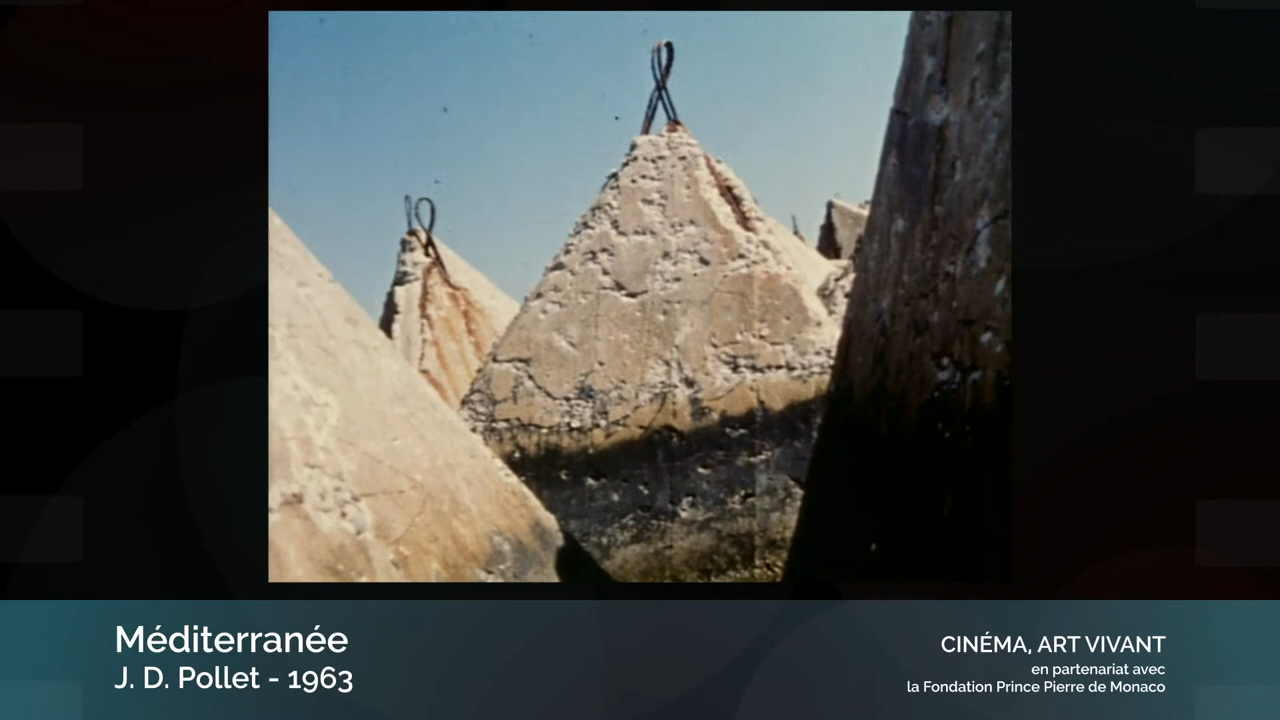 Méditerranée
J. D. Pollet - 1963
CINÉMA, ART VIVANT
en partenariat avec
la Fondation Prince Pierre de Monaco